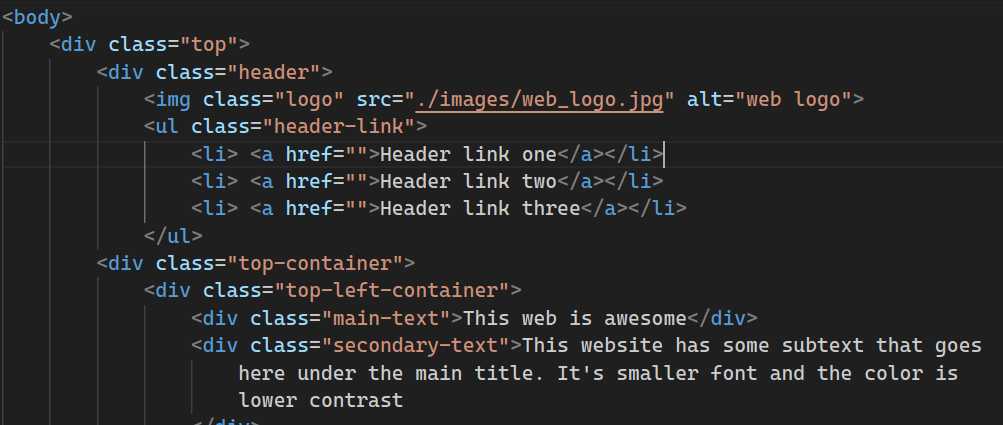 <body>
<div class="top">
<div class="header">
<img class="logo" src="./images/web_logo.jpg" alt="web logo">
<ul class="header-link">
<li> <a href="">Header link one</a></li>
<li> <a href="">Header link two</a></li>
<li> <a href="">Header link three</a></li>
</ul>
<div class="top-container">
<div class="top-left-container">
<div class="main-text">This web is awesome</div>
<div class="secondary-text">This website has some subtext that goes
here under the main title. It's smaller font and the color is
lower contrast